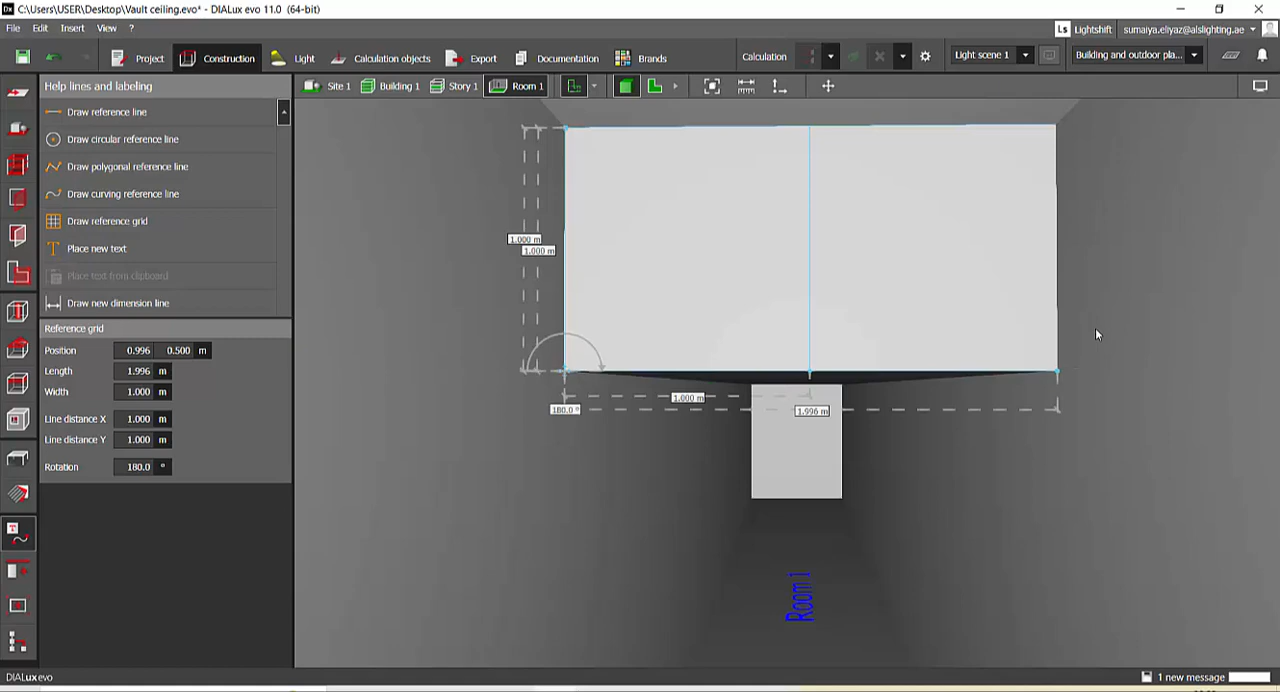 Dx C:\Users\USER\Desktop\Vault ceiling.evo* - DIALux evo 11.0 (64-bit)
File Edit Insert View ?
Ls Lightshift sumaiya.eliyaz@alslighting.ae
Project Construction Light Calculation objects Export Documentation Brands Calculation Light scene 1 Building and outdoor pla...
Help lines and labeling
Site 1 Building 1 Story 1 Room 1
Draw reference line
Draw circular reference line
Draw polygonal reference line
Draw curving reference line
Draw reference grid
Place new text
Place text from clipboard
Draw new dimension line
Reference grid
Position 0.996 0.500 m
Length 1.996 m
Width 1.000 m
Line distance X 1.000 m
Line distance Y 1.000 m
Rotation 180.0 °
1.000 m
1.000 m
1.000 m
180.0 °
1.996 m
Room 1
DIALux evo
1 new message